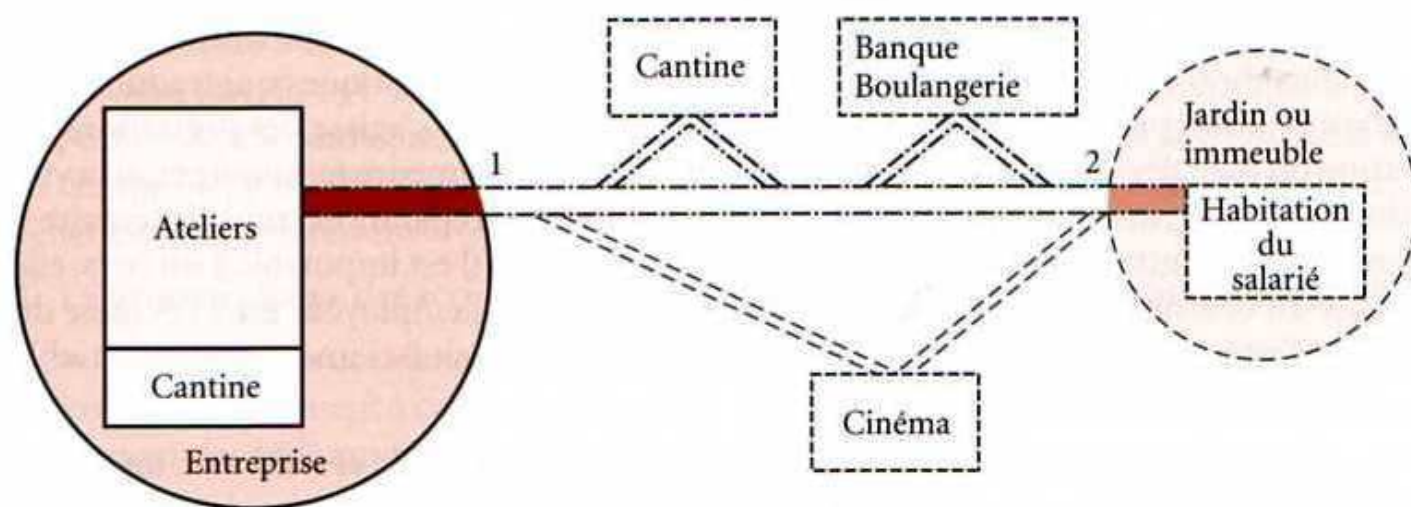 Cantine
Banque
Boulangerie
Jardin ou
immeuble
1
2
Ateliers
Habitation
du
salarié
Cantine
Cinéma
Entreprise